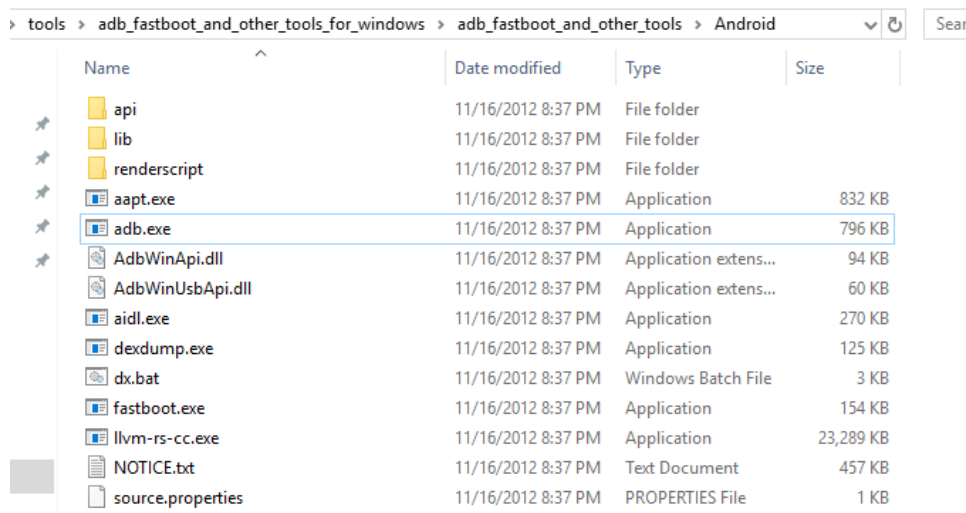 tools > adb_fastboot_and_other_tools_for_windows > adb_fastboot_and_other_tools > Android
Name Date modified Type Size
api 11/16/2012 8:37 PM File folder
lib 11/16/2012 8:37 PM File folder
renderscript 11/16/2012 8:37 PM File folder
aapt.exe 11/16/2012 8:37 PM Application 832 KB
adb.exe 11/16/2012 8:37 PM Application 796 KB
AdbWinApi.dll 11/16/2012 8:37 PM Application extens... 94 KB
AdbWinUsbApi.dll 11/16/2012 8:37 PM Application extens... 60 KB
aidl.exe 11/16/2012 8:37 PM Application 270 KB
dexdump.exe 11/16/2012 8:37 PM Application 125 KB
dx.bat 11/16/2012 8:37 PM Windows Batch File 3 KB
fastboot.exe 11/16/2012 8:37 PM Application 154 KB
llvm-rs-cc.exe 11/16/2012 8:37 PM Application 23,289 KB
NOTICE.txt 11/16/2012 8:37 PM Text Document 457 KB
source.properties 11/16/2012 8:37 PM PROPERTIES File 1 KB